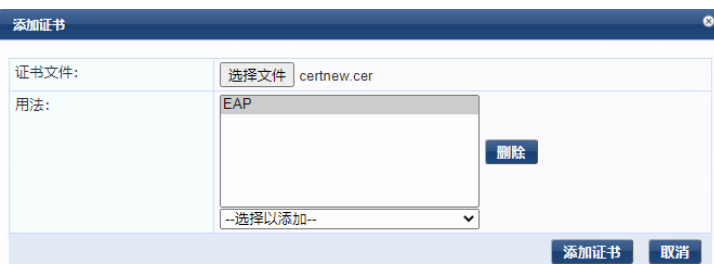 添加证书
证书文件:
选择文件 certnew.cer
用法:
EAP
删除
--选择以添加--
添加证书 取消